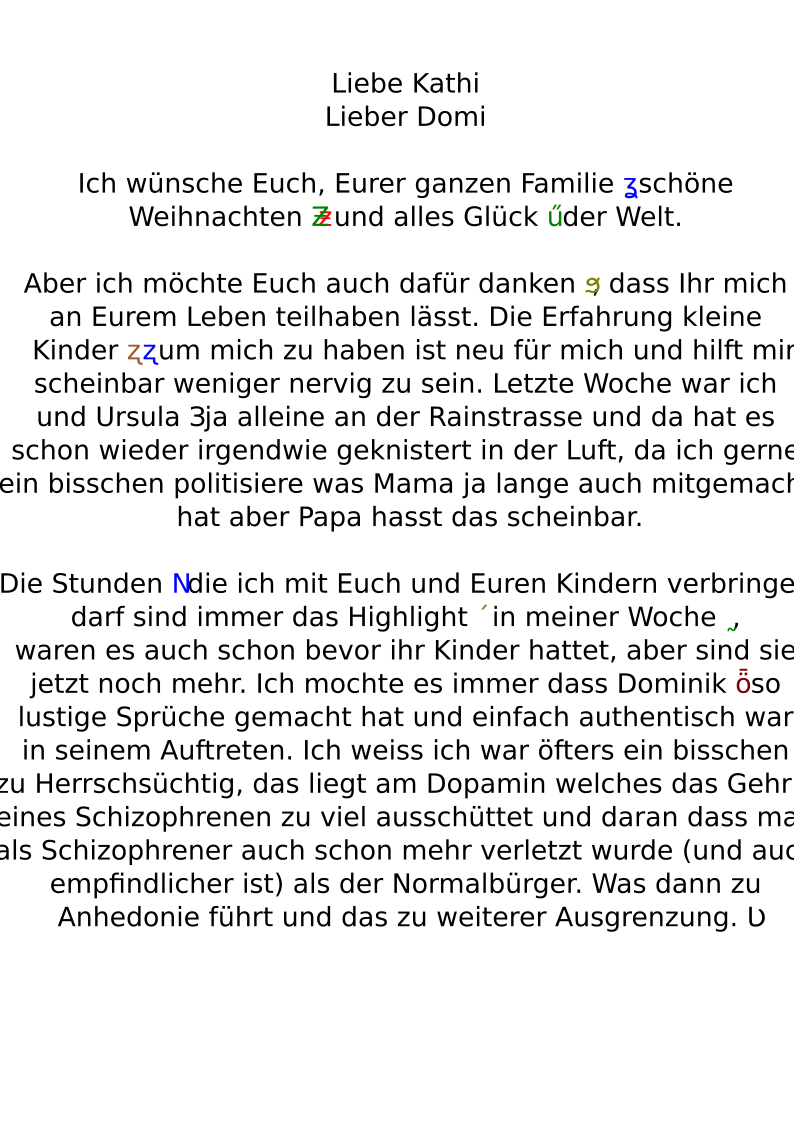 Liebe Kathi
Lieber Domi
Ich wünsche Euch, Eurer ganzen Familie schöne
Weihnachten und alles Glück űder Welt.
Aber ich möchte Euch auch dafür danken , dass Ihr mich
an Eurem Leben teilhaben lässt. Die Erfahrung kleine
Kinder ʐʐum mich zu haben ist neu für mich und hilft mir
scheinbar weniger nervig zu sein. Letzte Woche war ich
und Ursula Ʒja alleine an der Rainstrasse und da hat es
schon wieder irgendwie geknistert in der Luft, da ich gerne
ein bisschen politisiere was Mama ja lange auch mitgemach
hat aber Papa hasst das scheinbar.
Die Stunden Ndie ich mit Euch und Euren Kindern verbringe
darf sind immer das Highlight ´in meiner Woche ˷,
waren es auch schon bevor ihr Kinder hattet, aber sind sie
jetzt noch mehr. Ich mochte es immer dass Dominik ȫso
lustige Sprüche gemacht hat und einfach authentisch war
in seinem Auftreten. Ich weiss ich war öfters ein bisschen
zu Herrschsüchtig, das liegt am Dopamin welches das Gehr
eines Schizophrenen zu viel ausschüttet und daran dass ma
als Schizophrener auch schon mehr verletzt wurde (und auc
empfindlicher ist) als der Normalbürger. Was dann zu
Anhedonie führt und das zu weiterer Ausgrenzung. Ʋ